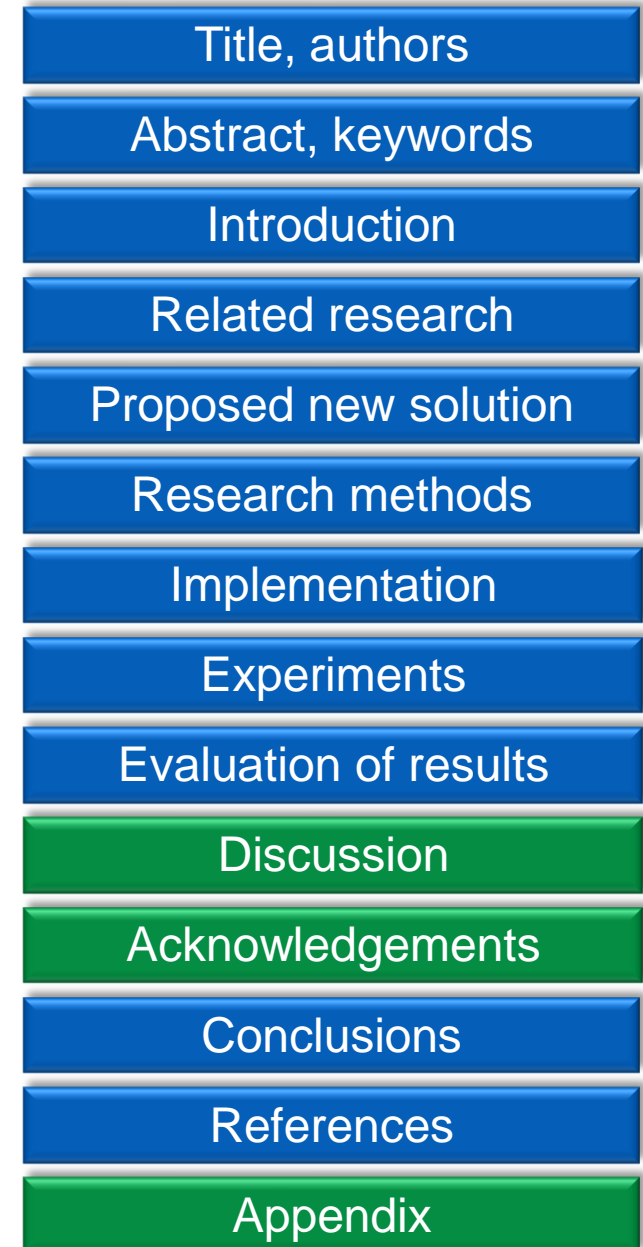 Title, authors
Abstract, keywords
Introduction
Related research
Proposed new solution
Research methods
Implementation
Experiments
Evaluation of results
Discussion
Acknowledgements
Conclusions
References
Appendix